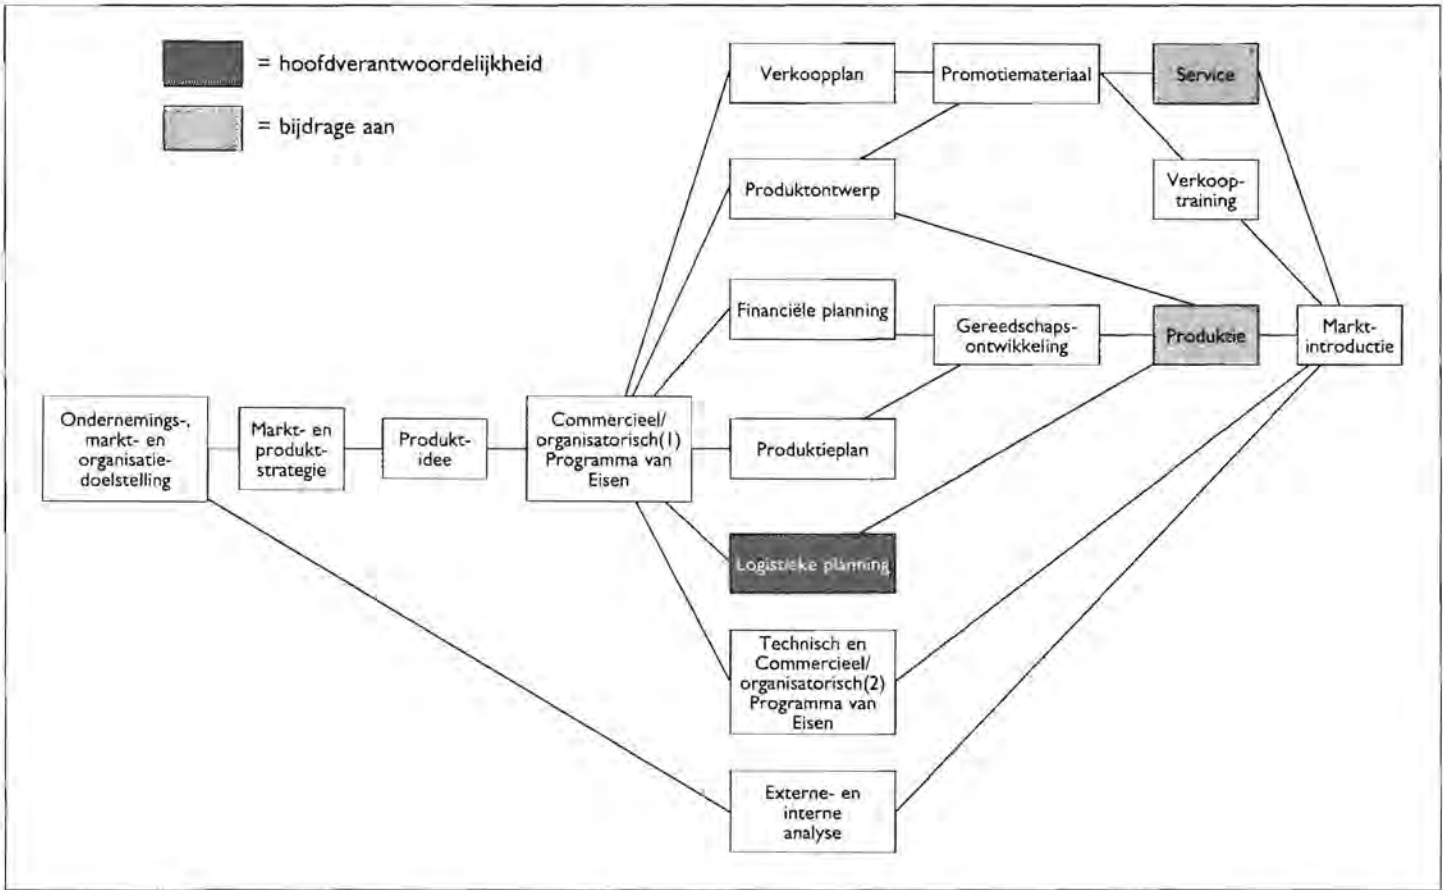 = hoofdverantwoordelijkheid
= bijdrage aan
Verkoopplan
Promotiemateriaal
Service
Produktontwerp
Verkoop-
training
Financiële planning
Gereedschaps-
ontwikkeling
Produktie
Markt-
introductie
Ondernemings-,
markt- en
organisatie-
doelstelling
Markt- en
produkt-
strategie
Produkt-
idee
Commercieel/
organisatorisch(1)
Programma van
Eisen
Produktieplan
Logistieke planning
Technisch en
Commercieel/
organisatorisch(2)
Programma van
Eisen
Externe- en
interne
analyse